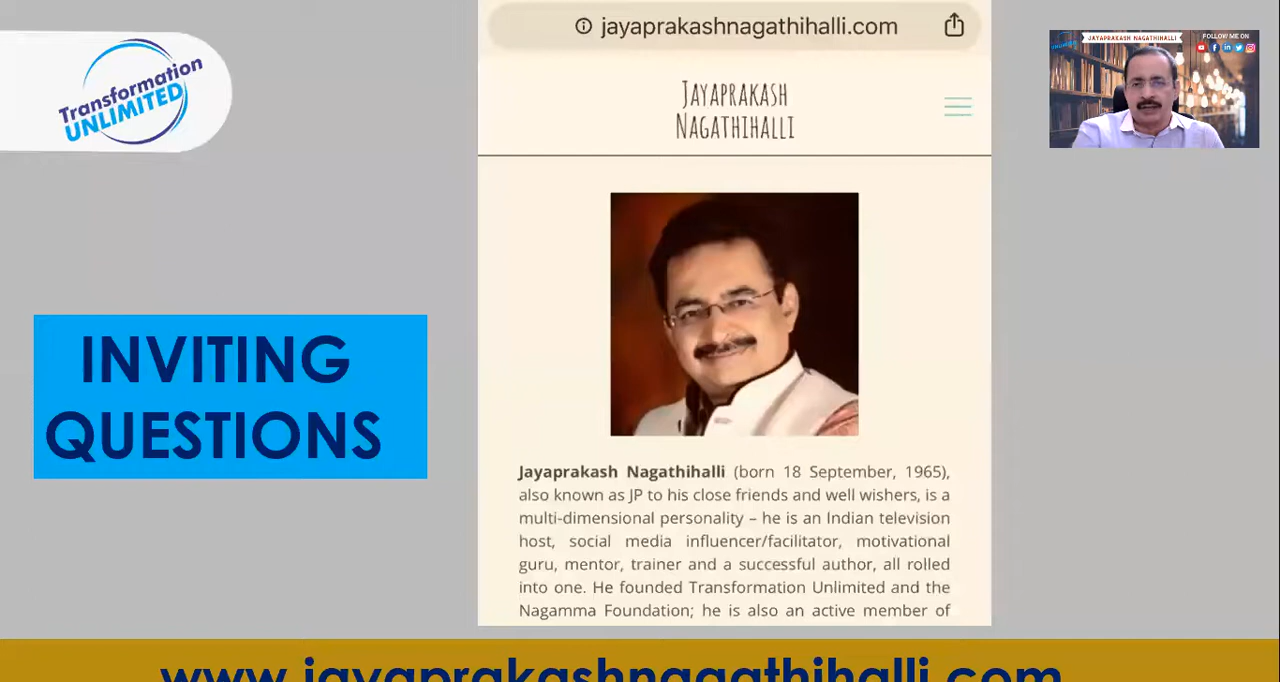 Transformation
UNLIMITED
INVITING
QUESTIONS
jayaprakashnagathihalli.com
JAYAPRAKASH
NAGATHIHALLI
Jayaprakash Nagathihalli (born 18 September, 1965),
also known as JP to his close friends and well wishers, is a
multi-dimensional personality – he is an Indian television
host, social media influencer/facilitator, motivational
guru, mentor, trainer and a successful author, all rolled
into one. He founded Transformation Unlimited and the
Nagamma Foundation; he is also an active member of
JAYAPRAKASH NAGATHIHALLI
FOLLOW ME ON
www.jayaprakashnagathihalli.com